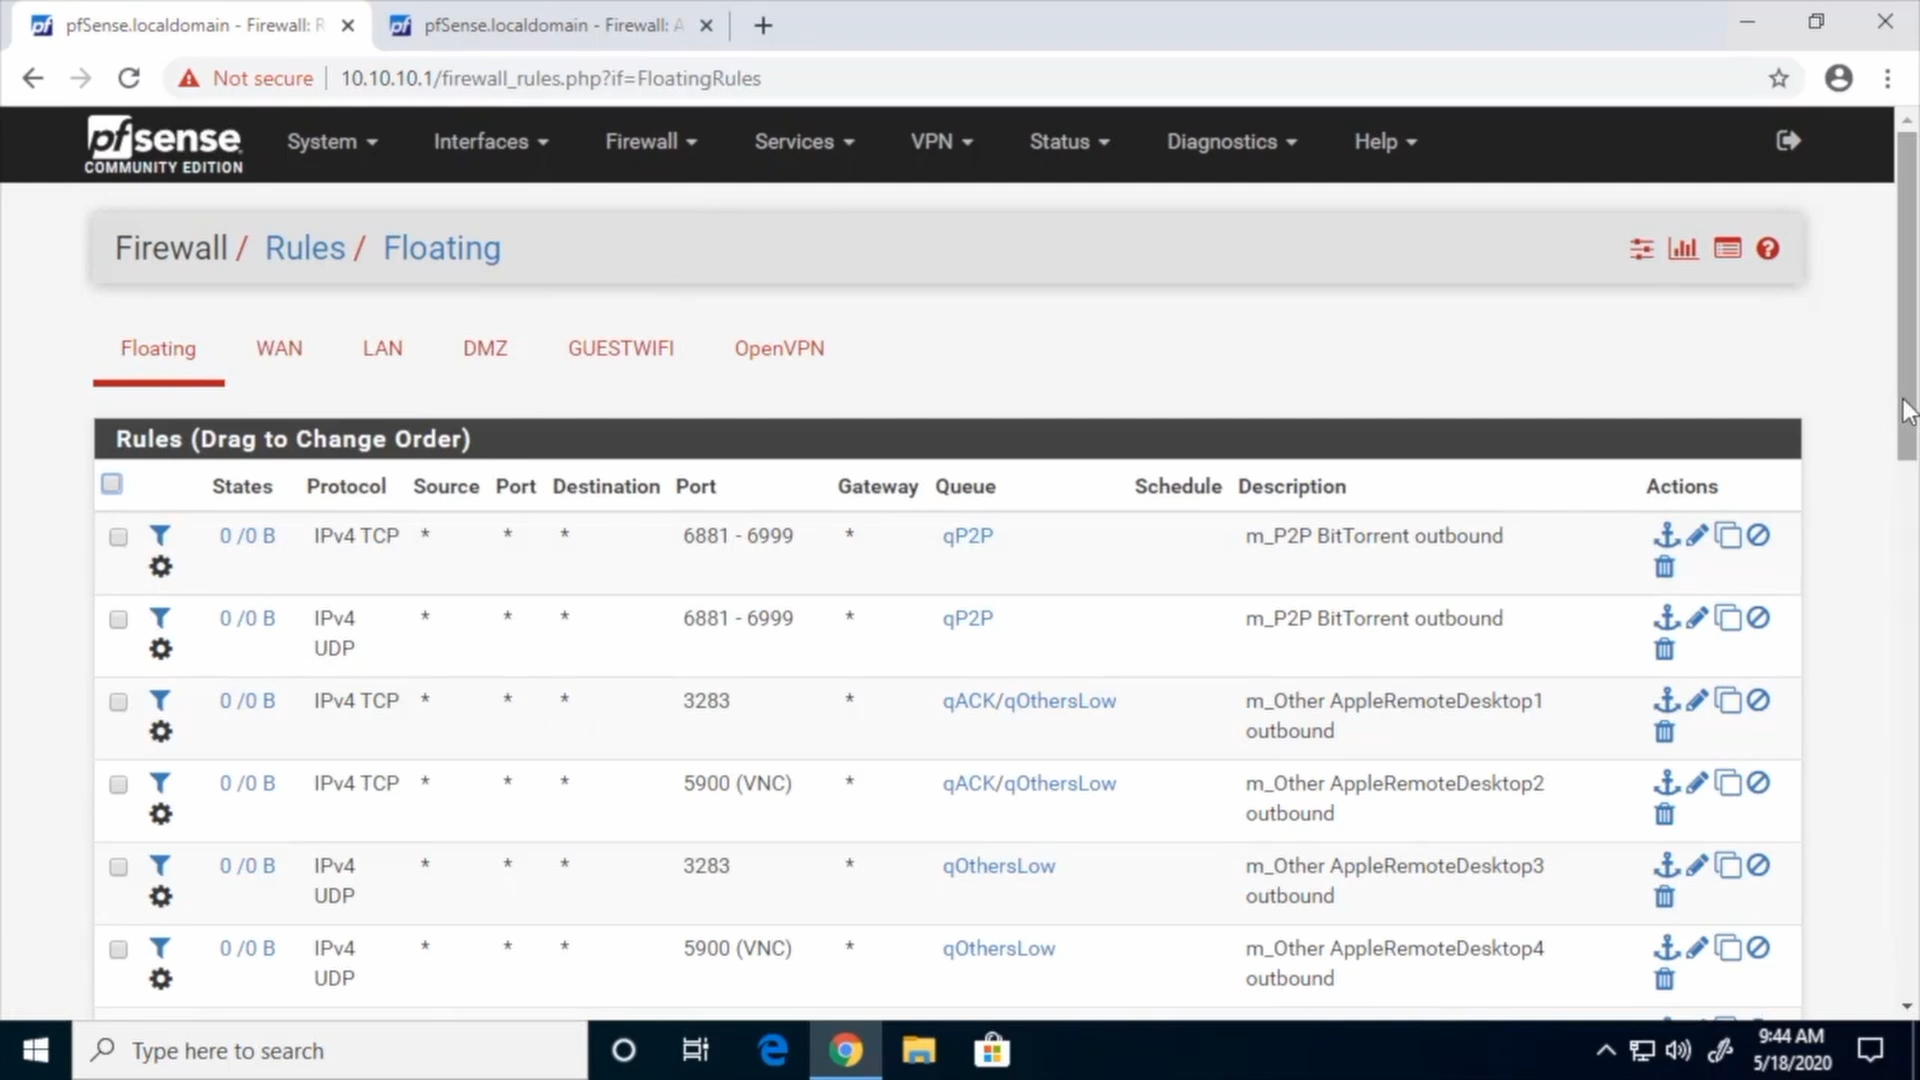 pfSense.localdomain - Firewall: R
pfSense.localdomain - Firewall: A
Not secure
10.10.10.1/firewall_rules.php?if=FloatingRules
pfsense
COMMUNITY EDITION
System Interfaces Firewall Services VPN Status Diagnostics Help
Firewall / Rules / Floating
Floating WAN LAN DMZ GUESTWIFI OpenVPN
Rules (Drag to Change Order)
States Protocol Source Port Destination Port Gateway Queue Schedule Description Actions
0 /0 B IPv4 TCP * * * 6881 - 6999 * qP2P m_P2P BitTorrent outbound
0 /0 B IPv4 * * * 6881 - 6999 * qP2P m_P2P BitTorrent outbound
UDP
0 /0 B IPv4 TCP * * * 3283 * qACK/qOthersLow m_Other AppleRemoteDesktop1
outbound
0 /0 B IPv4 TCP * * * 5900 (VNC) * qACK/qOthersLow m_Other AppleRemoteDesktop2
outbound
0 /0 B IPv4 * * * 3283 * qOthersLow m_Other AppleRemoteDesktop3
UDP outbound
0 /0 B IPv4 * * * 5900 (VNC) * qOthersLow m_Other AppleRemoteDesktop4
UDP outbound
Type here to search
9:44 AM
5/18/2020